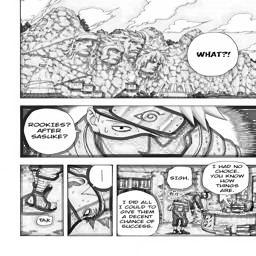 WHAT?!
ROOKIES?
AFTER
SASUKE?
I HAD NO
CHOICE.
YOU KNOW
HOW
THINGS
ARE.
SIGH.
I DID ALL
I COULD
TO GIVE
THEM A
DECENT
CHANCE OF
SUCCESS.
TAK